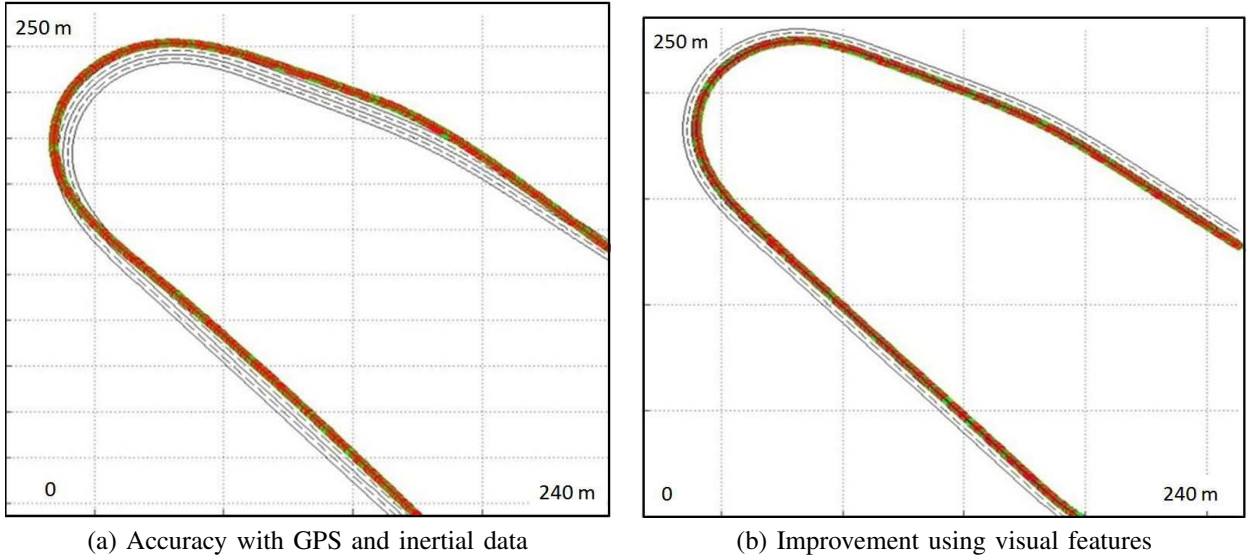 250 m
0
240 m
250 m
0
240 m
(a) Accuracy with GPS and inertial data
(b) Improvement using visual features